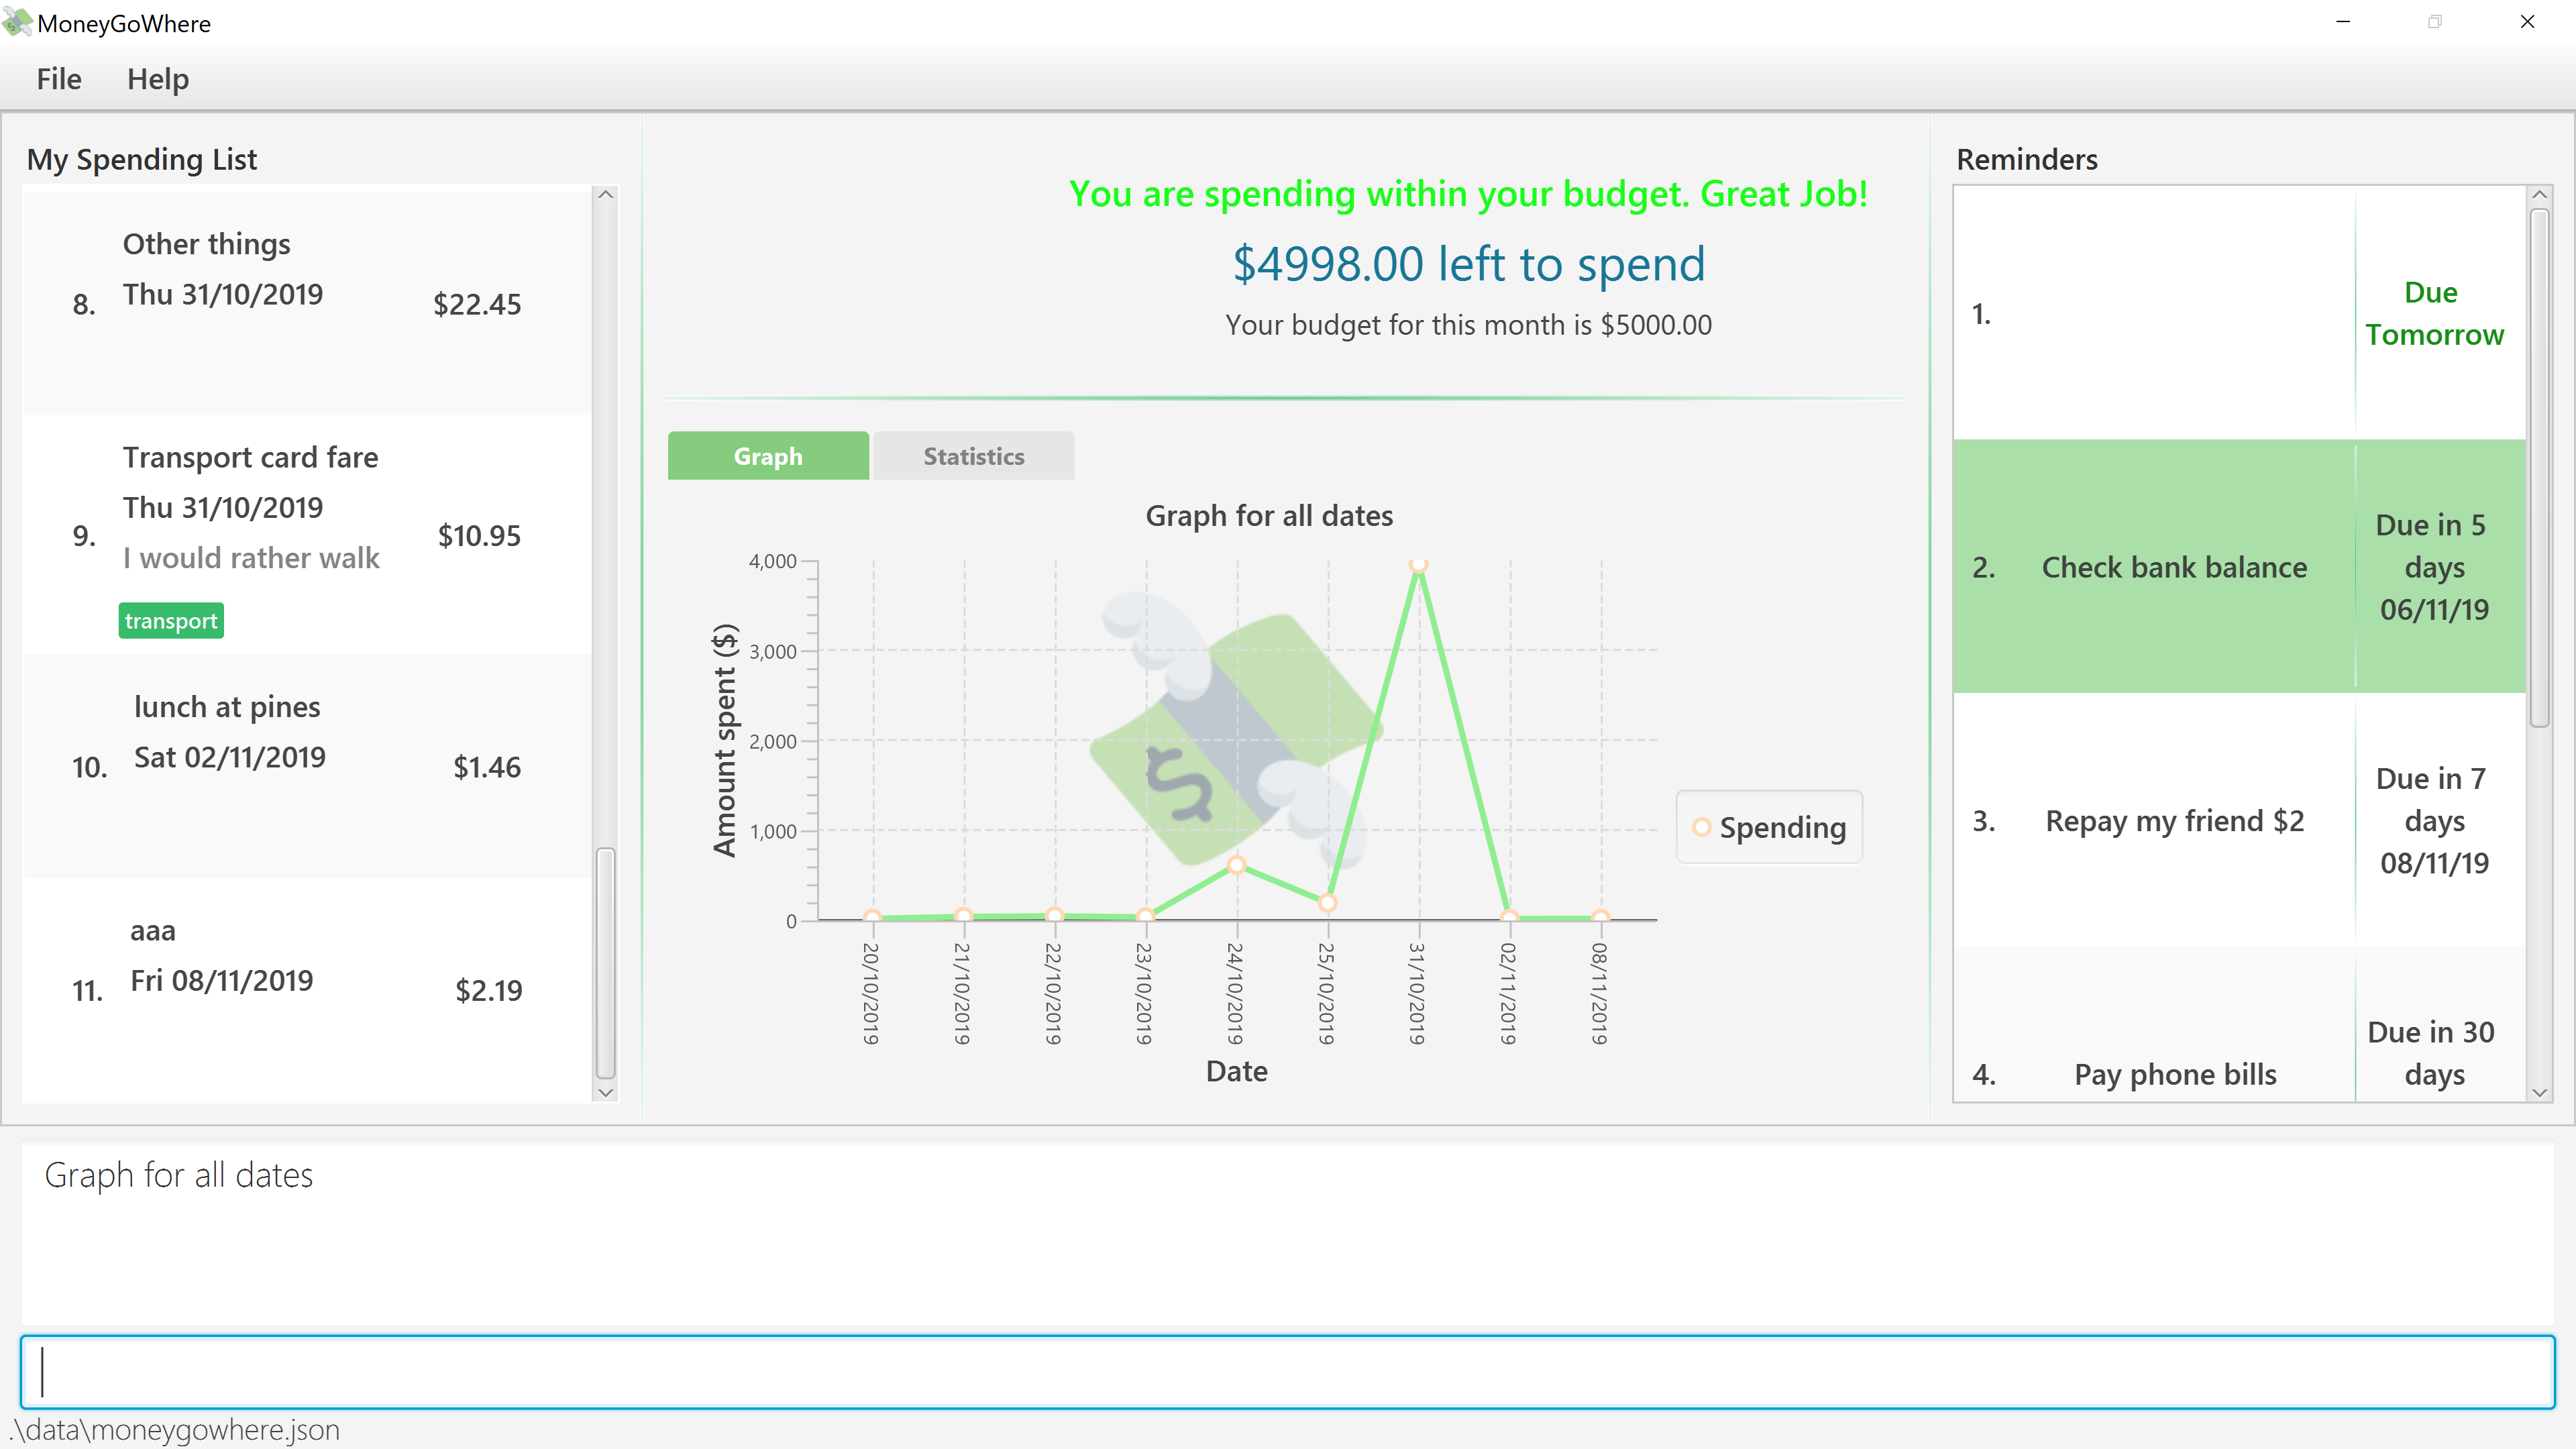 MoneyGoWhere
File
Help
My Spending List
8.
Other things
Thu 31/10/2019
$22.45
9.
Transport card fare
Thu 31/10/2019
I would rather walk
transport
$10.95
10.
lunch at pines
Sat 02/11/2019
$1.46
11.
aaa
Fri 08/11/2019
$2.19
You are spending within your budget. Great Job!
$4998.00 left to spend
Your budget for this month is $5000.00
Graph
Statistics
Graph for all dates
Amount spent ($)
4,000
3,000
2,000
1,000
0
20/10/2019
21/10/2019
22/10/2019
23/10/2019
24/10/2019
25/10/2019
31/10/2019
02/11/2019
08/11/2019
Date
Spending
Reminders
1.
Due
Tomorrow
2.
Check bank balance
Due in 5
days
06/11/19
3.
Repay my friend $2
Due in 7
days
08/11/19
4.
Pay phone bills
Due in 30
days
Graph for all dates
.\data\moneygowhere.json